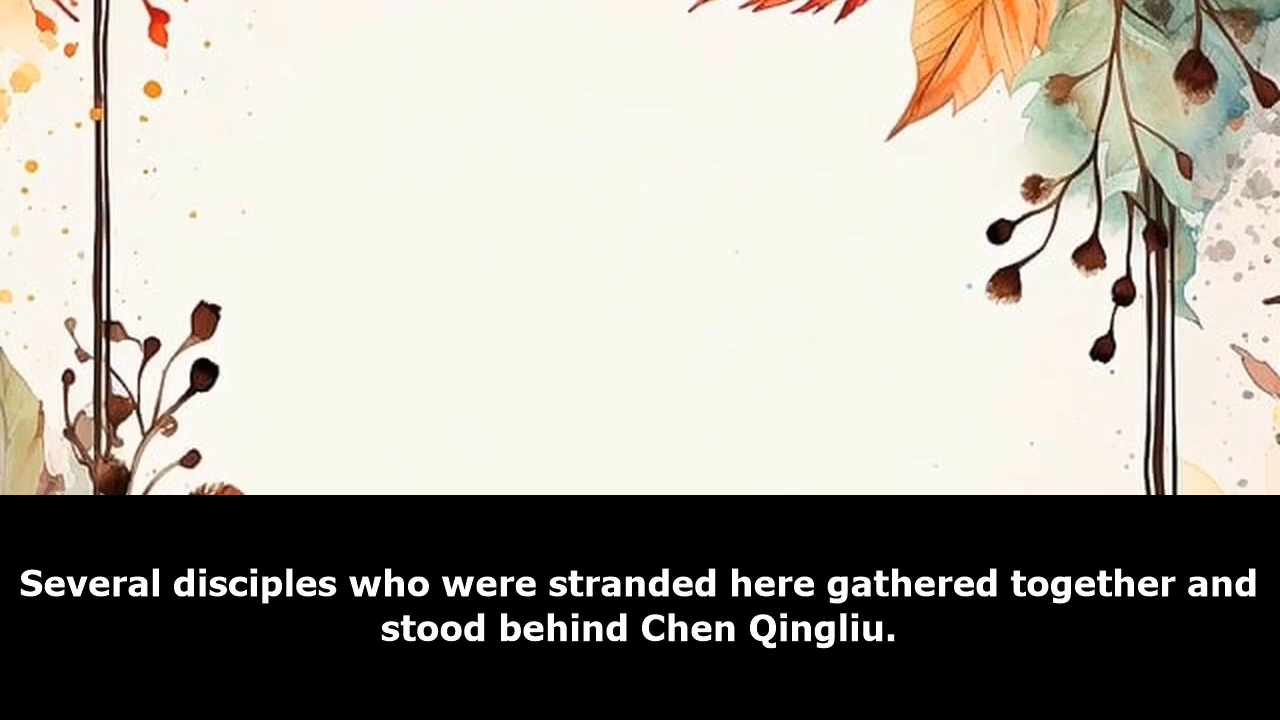 Several disciples who were stranded here gathered together and
stood behind Chen Qingliu.